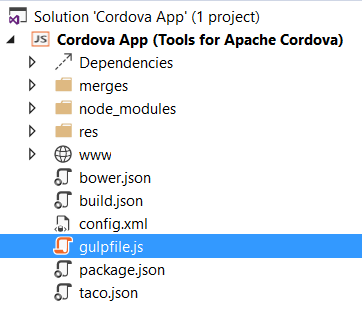 Solution 'Cordova App' (1 project)
JS Cordova App (Tools for Apache Cordova)
Dependencies
merges
node_modules
res
www
bower.json
build.json
config.xml
gulpfile.js
package.json
taco.json